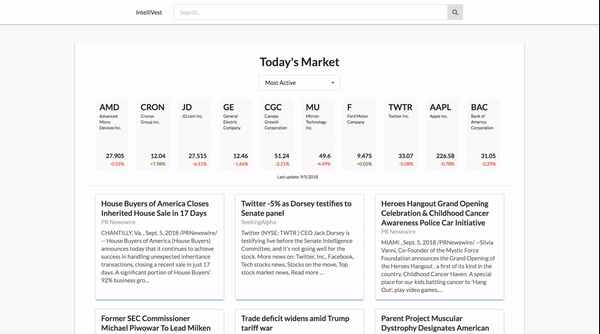 IntelliVest
Search...
Today's Market
Most Active
AMD
Advanced
Micro
Devices Inc.
27.905
-0.31%
CRON
Cronos
Group Inc.
12.04
+7.98%
JD
JD.com Inc.
27.515
-4.51%
GE
General
Electric
Company
12.46
-1.66%
CGC
Canopy
Growth
Corporation
51.24
-2.21%
MU
Micron
Technology
Inc.
49.6
-4.49%
F
Ford Motor
Company
9.475
+0.05%
TWTR
Twitter Inc.
33.07
-5.08%
AAPL
Apple Inc.
226.58
-0.78%
BAC
Bank of
America
Corporation
31.05
-0.29%
Last update: 9/5/2018
House Buyers of America Closes
Inherited House Sale in 17 Days
PR Newswire
CHANTILLY, Va., Sept. 5, 2018 /PRNewswire/
-- House Buyers of America (House Buyers)
announces today that it continues to achieve
success in handling unexpected inheritance
transactions, closing a recent sale in just 17
days. A significant portion of House Buyers'
92% business gro...
Twitter -5% as Dorsey testifies to
Senate panel
SeekingAlpha
Twitter (NYSE: TWTR ) CEO Jack Dorsey is
testifying live before the Senate Intelligence
Committee, and it's not going well for the
stock. More news on: Twitter, Inc., Facebook,
Tech stocks news, Stocks on the move, Top
stock market news, Read more ...
Heroes Hangout Grand Opening
Celebration & Childhood Cancer
Awareness Police Car Initiative
PR Newswire
MIAMI , Sept. 5, 2018 /PRNewswire/ --Silvia
Vanni, Co-Founder of the Mystic Force
Foundation announces the Grand Opening of
the Heroes Hangout , a first of its kind in the
country, Childhood Cancer. A special place
for our kids battling cancer to 'Hang
Out', play video games,...
Former SEC Commissioner
Michael Piwowar To Lead Milken
Trade deficit widens amid Trump
tariff war
Parent Project Muscular
Dystrophy Designates American